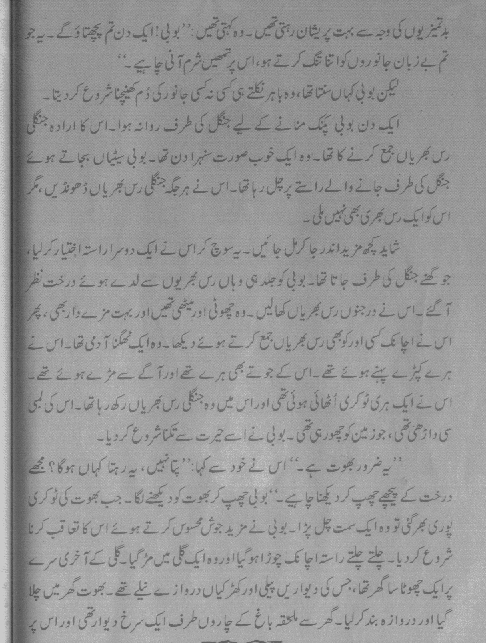 بدتمیزیوں کی وجہ سے بہت پریشان رہتی تھیں۔ وہ کہتی تھیں: ’’بوبی! ایک دن تم پچھتاؤ گے۔ یہ جو
تم بے زبان جانوروں کو اتنا تنگ کرتے ہو، اس پر تمھیں شرم آنی چاہیے۔‘‘
لیکن بوبی کہاں سنتا تھا، وہ باہر نکلتے ہی کسی نہ کسی جانور کی دُم کھینچنا شروع کر دیتا۔
ایک دن بوبی پکنک منانے کے لیے جنگل کی طرف روانہ ہوا۔ اس کا ارادہ جنگلی
رس بھریاں جمع کرنے کا تھا۔ وہ ایک خوب صورت سنہرا دن تھا۔ بوبی سیٹیاں بجاتے ہوئے
جنگل کی طرف جانے والے راستے پر چل رہا تھا۔ اس نے ہر جگہ جنگلی رس بھریاں ڈھونڈیں، مگر
اس کو ایک رس بھری بھی نہیں ملی۔
شاید کچھ مزید اندر جا کر مل جائیں۔ یہ سوچ کر اس نے ایک دوسرا راستہ اختیار کر لیا،
جو گھنے جنگل کی طرف جاتا تھا۔ بوبی کو جلد ہی وہاں رس بھریوں سے لدے ہوئے درخت نظر
آ گئے۔ اس نے درجنوں رس بھریاں کھا لیں۔ وہ چھوٹی اور میٹھی تھیں اور بہت مزے دار بھی، پھر
اس نے اچانک کسی اور کو بھی رس بھریاں جمع کرتے ہوئے دیکھا۔ وہ ایک ٹھگنا آدمی تھا۔ اس نے
ہرے کپڑے پہنے ہوئے تھے۔ اس کے جوتے بھی ہرے تھے اور آگے سے مڑے ہوئے تھے۔
اس نے ایک ہری ٹوکری اُٹھائی ہوئی تھی اور اس میں وہ جنگلی رس بھریاں رکھ رہا تھا۔ اس کی لمبی
سی داڑھی تھی، جو زمین کو چھو رہی تھی۔ بوبی نے اسے حیرت سے تکنا شروع کر دیا۔
’’یہ ضرور بھوت ہے۔‘‘ اس نے خود سے کہا: ’’پتا نہیں، یہ رہتا کہاں ہو گا؟ مجھے
درخت کے پیچھے چھپ کر دیکھنا چاہیے۔‘‘ بوبی چھپ کر بھوت کو دیکھنے لگا۔ جب بھوت کی ٹوکری
پوری بھر گئی تو وہ ایک سمت چل پڑا۔ بوبی نے مزید جوش محسوس کرتے ہوئے اس کا تعاقب کرنا
شروع کر دیا۔ چلتے چلتے راستہ اچانک چوڑا ہو گیا اور وہ ایک گلی میں مڑ گیا۔ گلی کے آخری سرے
پر ایک چھوٹا سا گھر تھا، جس کی دیواریں پیلی اور کھڑکیاں دروازے نیلے تھے۔ بھوت گھر میں چلا
گیا اور دروازہ بند کر لیا۔ گھر سے ملحقہ باغ کے چاروں طرف ایک سرخ دیوار تھی اور اس پر